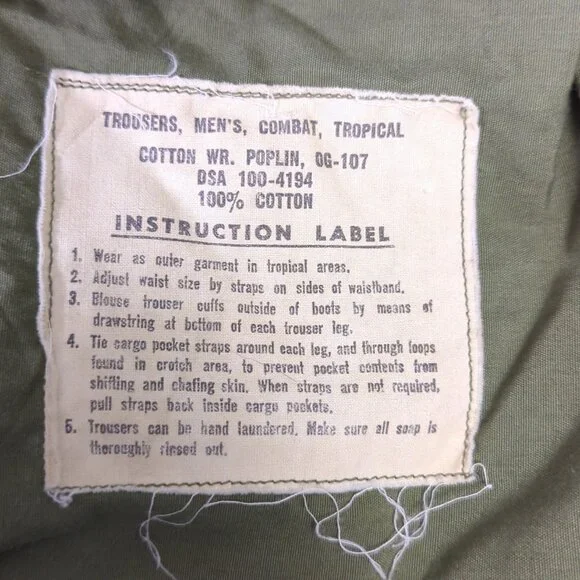 TROUSERS, MEN'S, COMBAT, TROPICAL
COTTON WR. POPLIN, OG-107
DSA 100-4194
100% COTTON
INSTRUCTION LABEL
1. Wear as outer garment in tropical areas.
2. Adjust waist size by straps on sides of waistband.
3. Blouse trouser cuffs outside of boots by means of
drawstring at bottom of each trouser leg.
4. Tie cargo pocket straps around each leg, and through loops
found in crotch area, to prevent pocket contents from
shifting and chafing skin. When straps are not required,
pull straps back inside cargo pockets.
5. Trousers can be hand laundered. Make sure all soap is
thoroughly rinsed out.